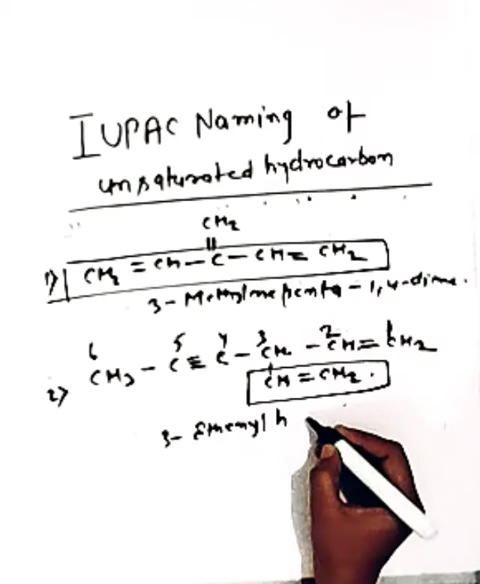 IUPAC Naming of
unsaturated hydrocarbon
CH2
||
1) CH2 = CH - C - CH = CH2
3 - Methylene penta - 1,4-diene.
6 5 4 3 2 1
2) CH3 - C ≡ C - CH - CH = CH2
|
CH = CH2.
3 - Ethenyl h